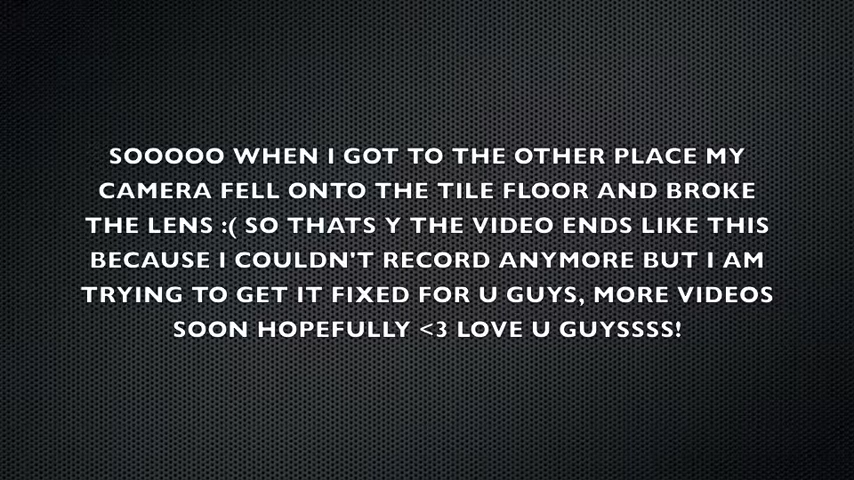 SOOOOO WHEN I GOT TO THE OTHER PLACE MY
CAMERA FELL ONTO THE TILE FLOOR AND BROKE
THE LENS :( SO THATS Y THE VIDEO ENDS LIKE THIS
BECAUSE I COULDN'T RECORD ANYMORE BUT I AM
TRYING TO GET IT FIXED FOR U GUYS, MORE VIDEOS
SOON HOPEFULLY <3 LOVE U GUYSSSS!